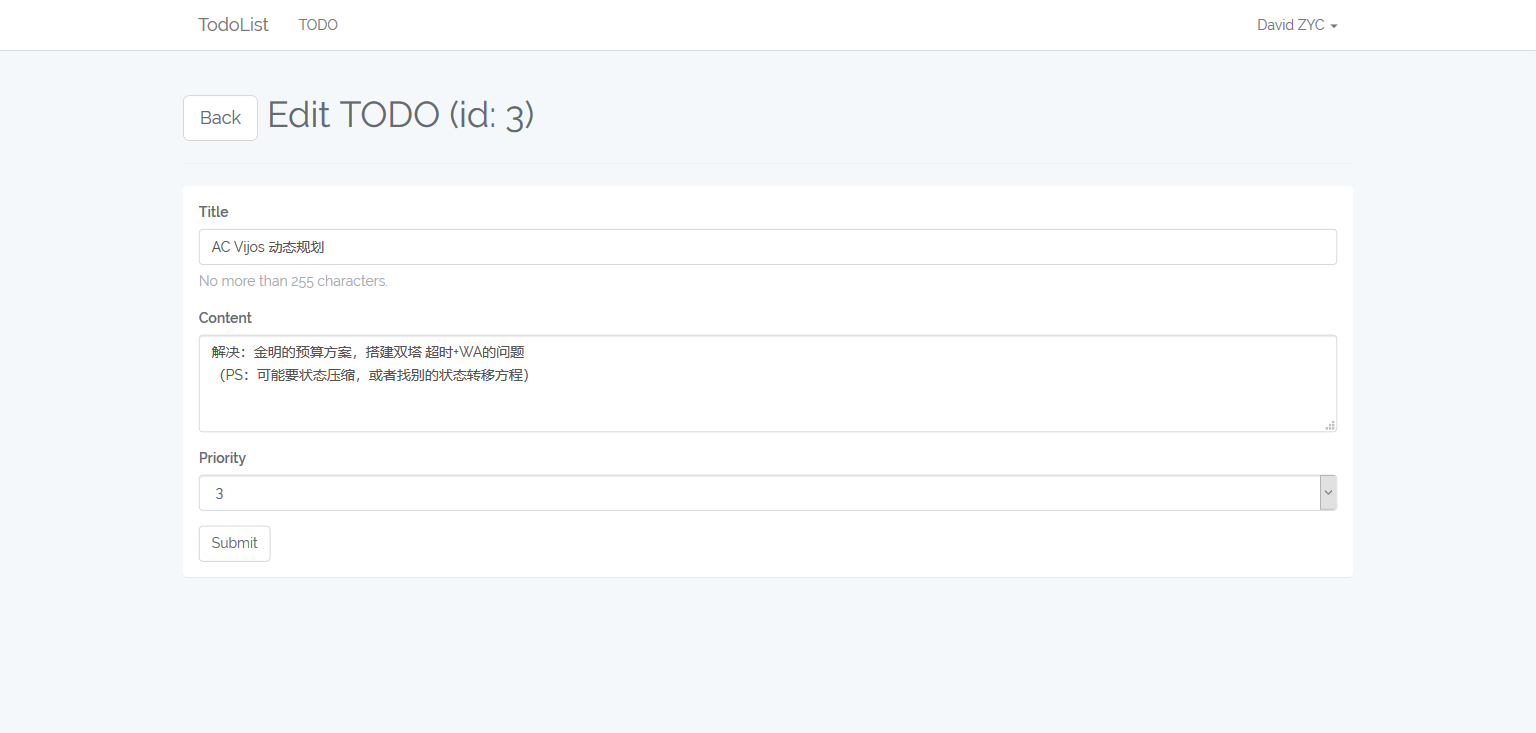 TodoList TODO David ZYC
Back Edit TODO (id: 3)
Title
AC Vijos 动态规划
No more than 255 characters.
Content
解决：金明的预算方案，搭建双塔 超时+WA的问题
（PS：可能要状态压缩，或者找别的状态转移方程）
Priority
3
Submit